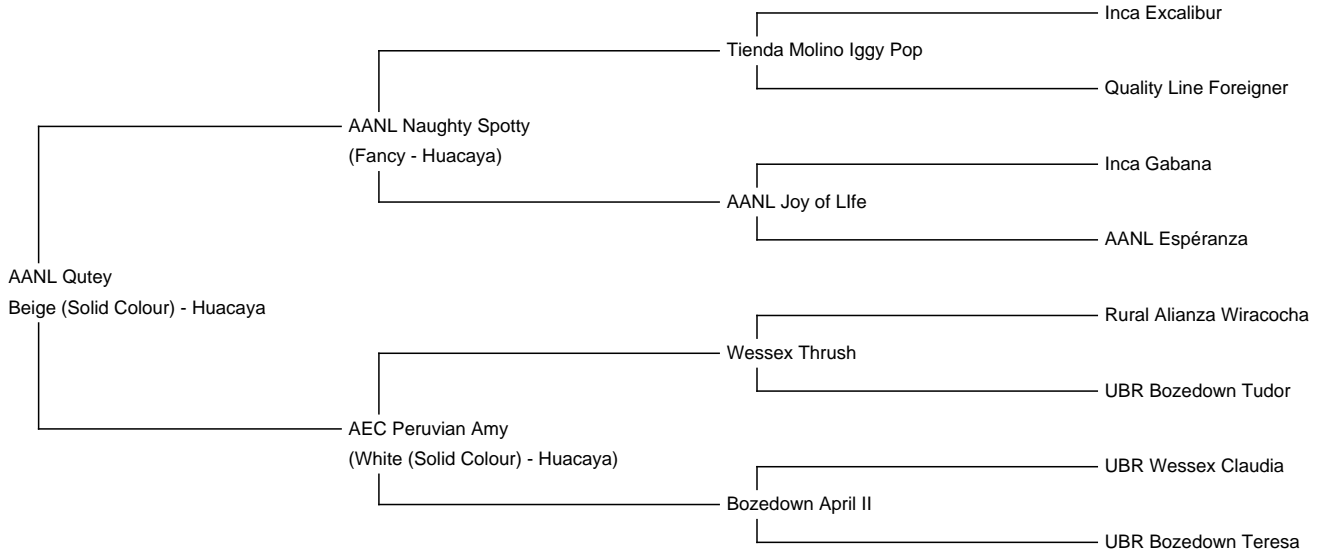 Inca Excalibur
Tienda Molino Iggy Pop
Quality Line Foreigner
AANL Naughty Spotty
(Fancy - Huacaya)
Inca Gabana
AANL Joy of LIfe
AANL Espéranza
AANL Qutey
Beige (Solid Colour) - Huacaya
Rural Alianza Wiracocha
Wessex Thrush
UBR Bozedown Tudor
AEC Peruvian Amy
(White (Solid Colour) - Huacaya)
UBR Wessex Claudia
Bozedown April II
UBR Bozedown Teresa